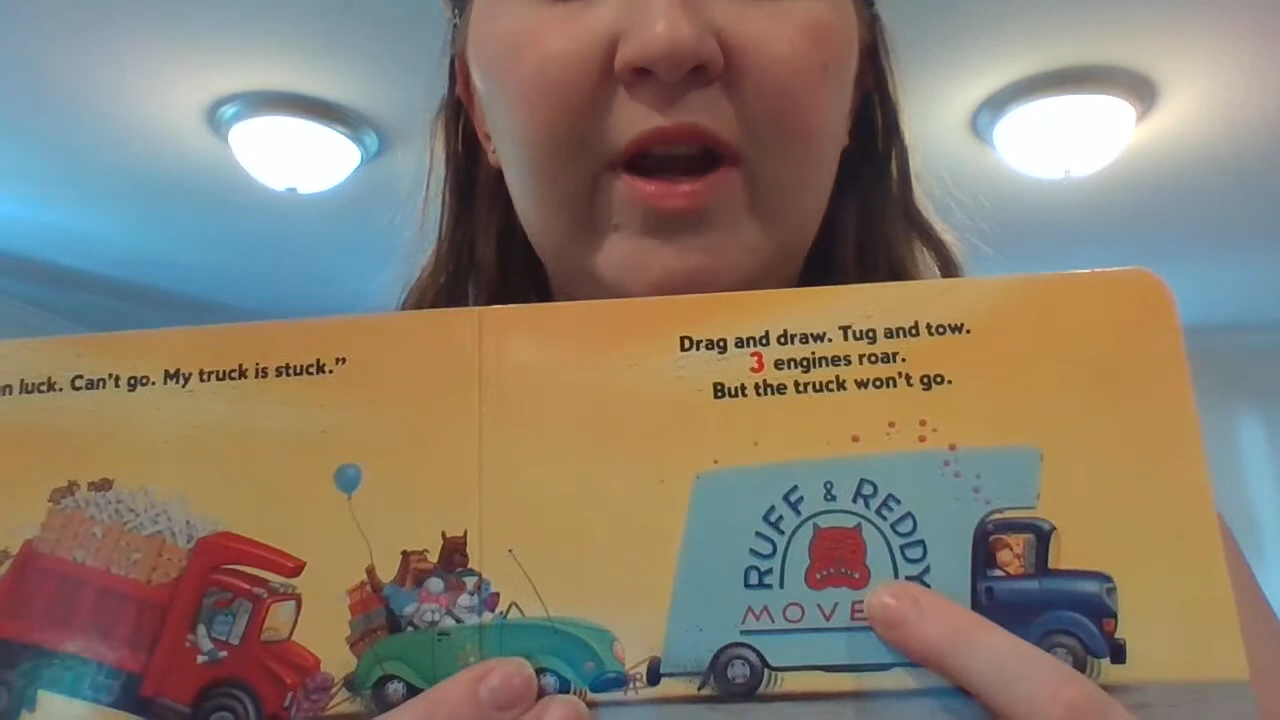 luck. Can't go. My truck is stuck."
Drag and draw. Tug and tow.
3 engines roar.
But the truck won't go.
RUFF & REDDY
MOVE